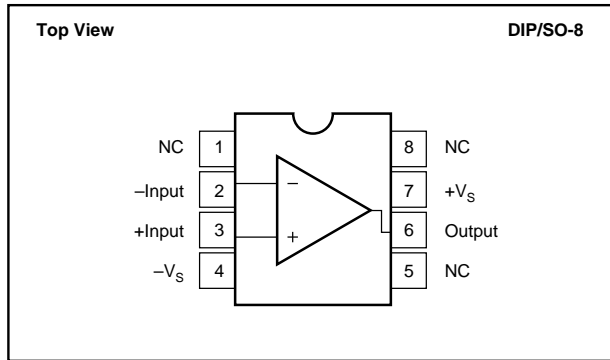 Top View DIP/SO-8
NC 1 8 NC
–Input 2 – 7 +VS
+Input 3 + 6 Output
–VS 4 5 NC